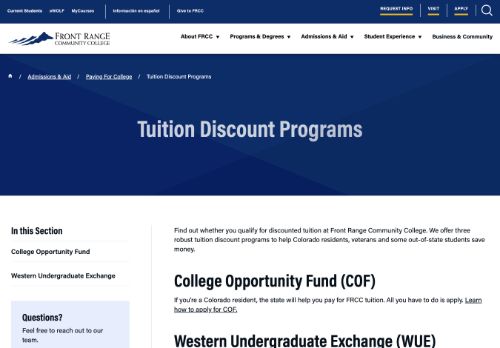 Current Students eWOLF MyCourses Información en español Give to FRCC REQUEST INFO VISIT APPLY
FRONT RANGE
COMMUNITY COLLEGE
About FRCC Programs & Degrees Admissions & Aid Student Experience Business & Community
/ Admissions & Aid / Paying For College / Tuition Discount Programs
Tuition Discount Programs
In this Section
College Opportunity Fund
Western Undergraduate Exchange
Questions?
Feel free to reach out to our
team.
Find out whether you qualify for discounted tuition at Front Range Community College. We offer three
robust tuition discount programs to help Colorado residents, veterans and some out-of-state students save
money.
College Opportunity Fund (COF)
If you're a Colorado resident, the state will help you pay for FRCC tuition. All you have to do is apply. Learn
how to apply for COF.
Western Undergraduate Exchange (WUE)